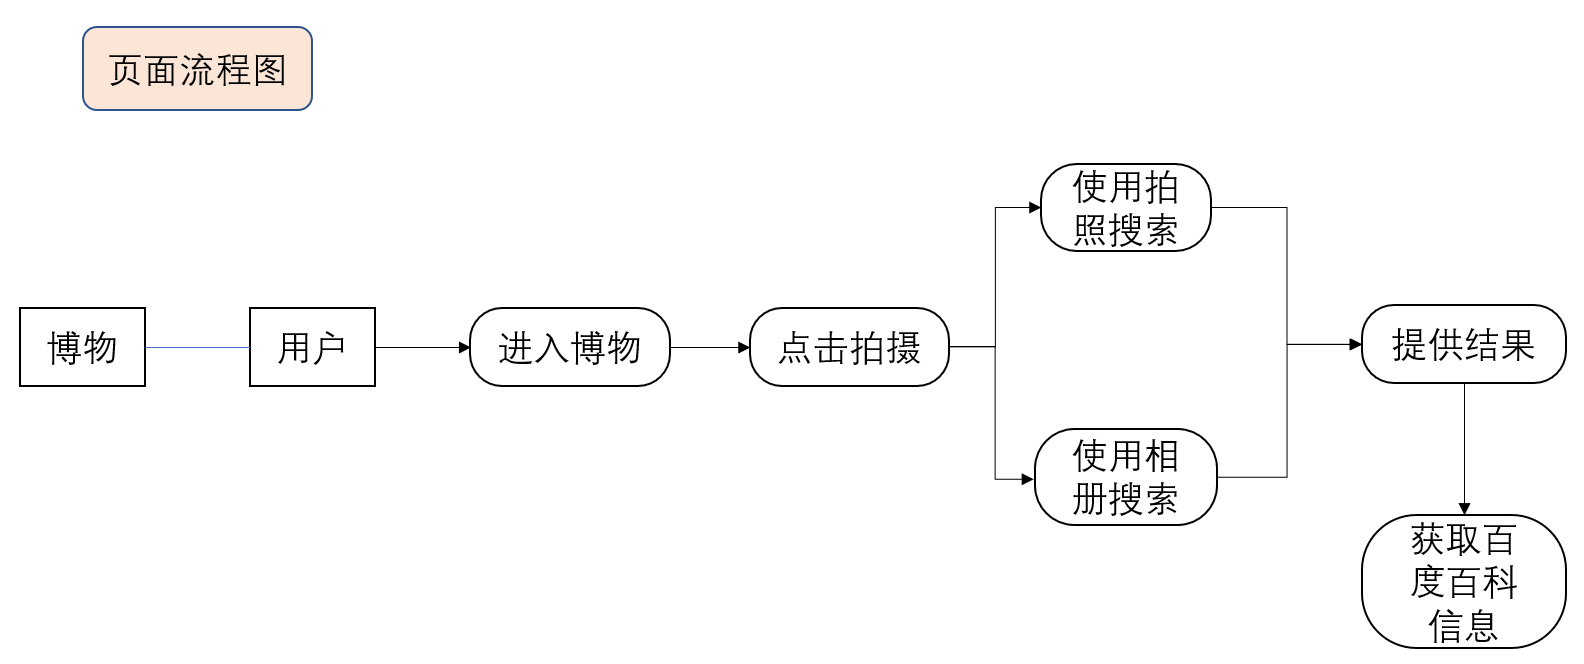 页面流程图
使用拍
照搜索
博物
用户
进入博物
点击拍摄
提供结果
使用相
册搜索
获取百
度百科
信息